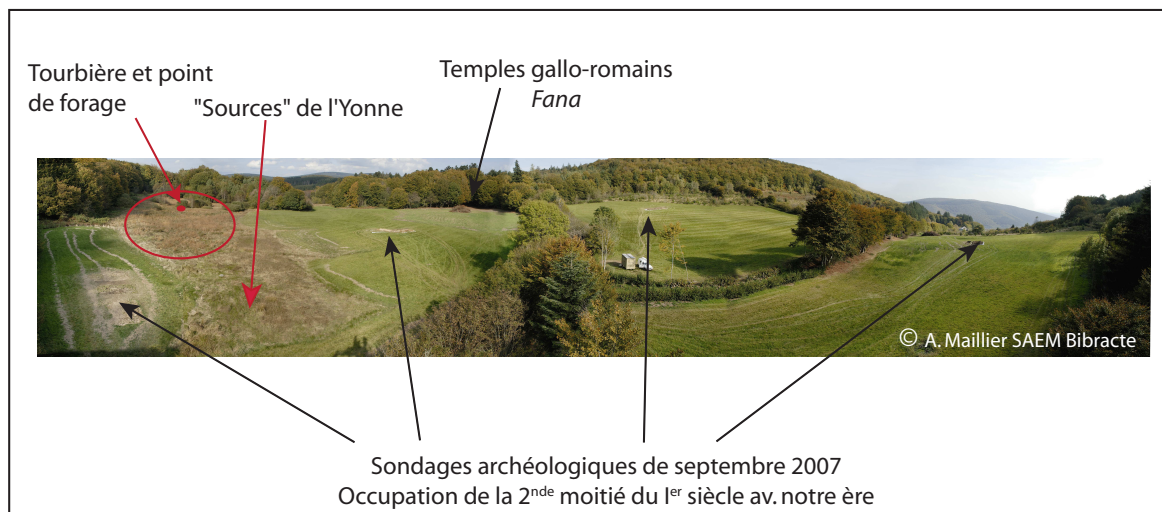 Tourbière et point
de forage
"Sources" de l'Yonne
Temples gallo-romains
Fana
© A. Maillier SAEM Bibracte
Sondages archéologiques de septembre 2007
Occupation de la 2nde moitié du Ier siècle av. notre ère